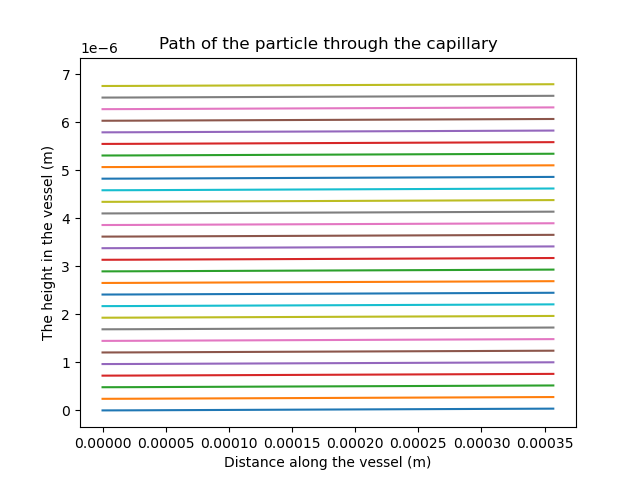 Path of the particle through the capillary
1e−6
7
6
5
4
3
2
1
0
The height in the vessel (m)
0.00000 0.00005 0.00010 0.00015 0.00020 0.00025 0.00030 0.00035
Distance along the vessel (m)